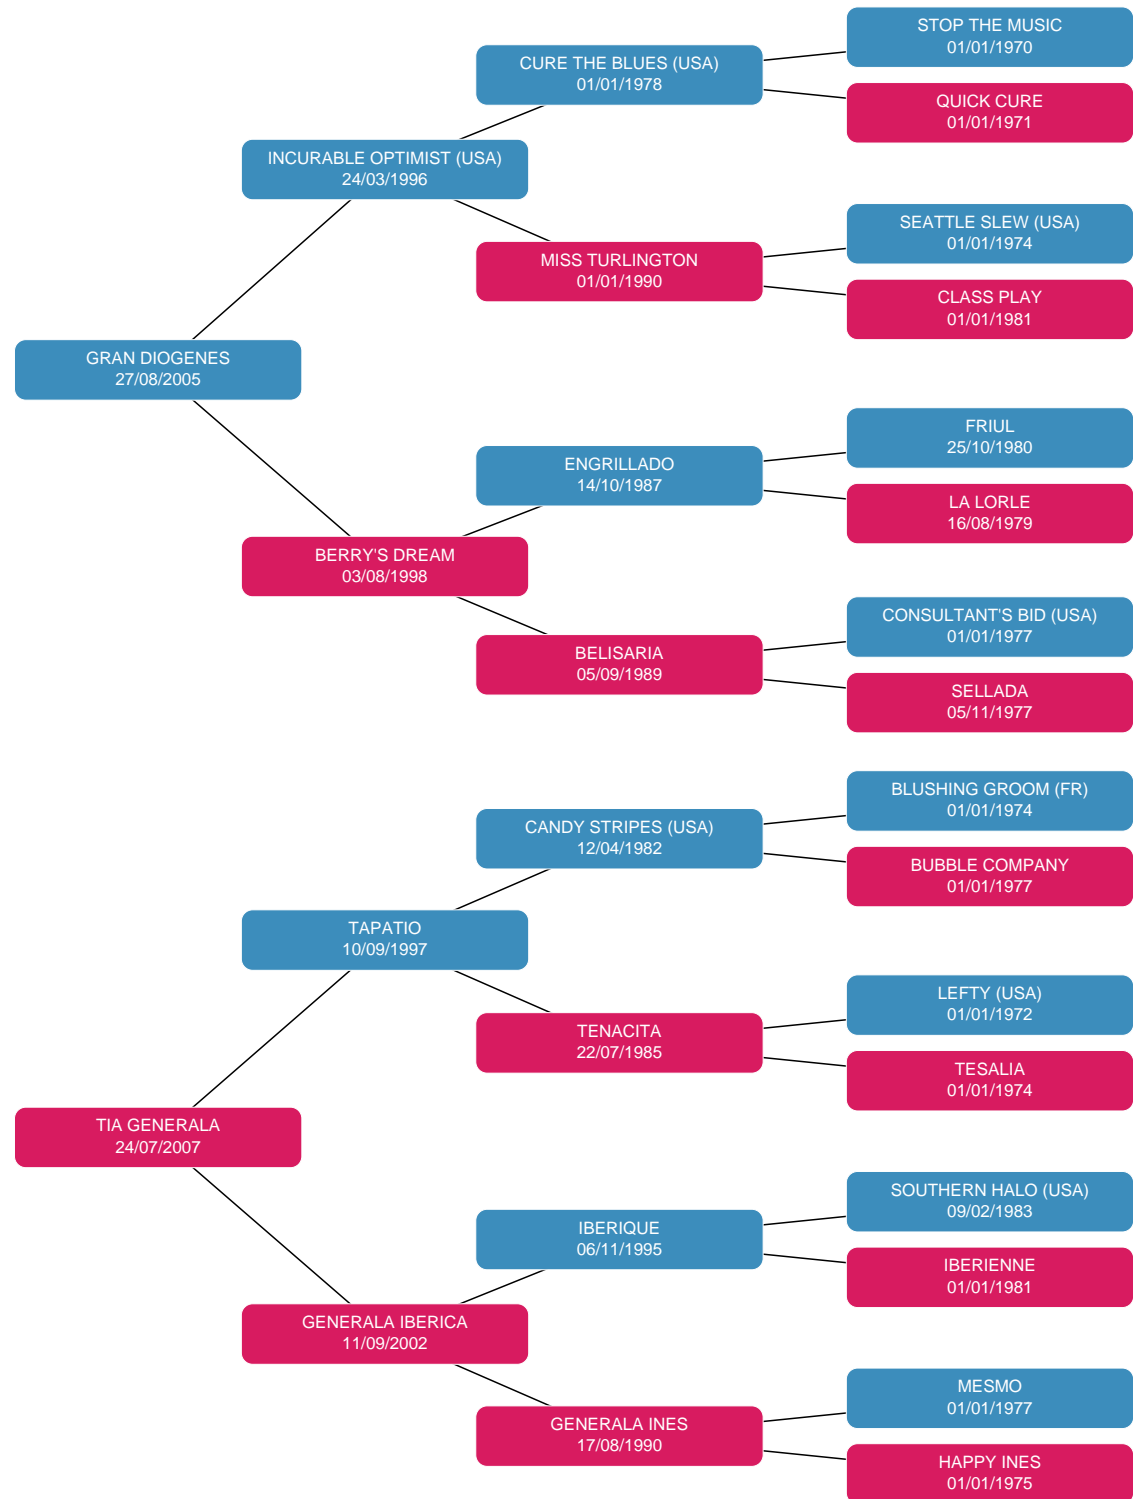 STOP THE MUSIC
01/01/1970
CURE THE BLUES (USA)
01/01/1978
QUICK CURE
01/01/1971
INCURABLE OPTIMIST (USA)
24/03/1996
SEATTLE SLEW (USA)
01/01/1974
MISS TURLINGTON
01/01/1990
CLASS PLAY
01/01/1981
GRAN DIOGENES
27/08/2005
FRIUL
25/10/1980
ENGRILLADO
14/10/1987
LA LORLE
16/08/1979
BERRY'S DREAM
03/08/1998
CONSULTANT'S BID (USA)
01/01/1977
BELISARIA
05/09/1989
SELLADA
05/11/1977
BLUSHING GROOM (FR)
01/01/1974
CANDY STRIPES (USA)
12/04/1982
BUBBLE COMPANY
01/01/1977
TAPATIO
10/09/1997
LEFTY (USA)
01/01/1972
TENACITA
22/07/1985
TESALIA
01/01/1974
TIA GENERALA
24/07/2007
SOUTHERN HALO (USA)
09/02/1983
IBERIQUE
06/11/1995
IBERIENNE
01/01/1981
GENERALA IBERICA
11/09/2002
MESMO
01/01/1977
GENERALA INES
17/08/1990
HAPPY INES
01/01/1975